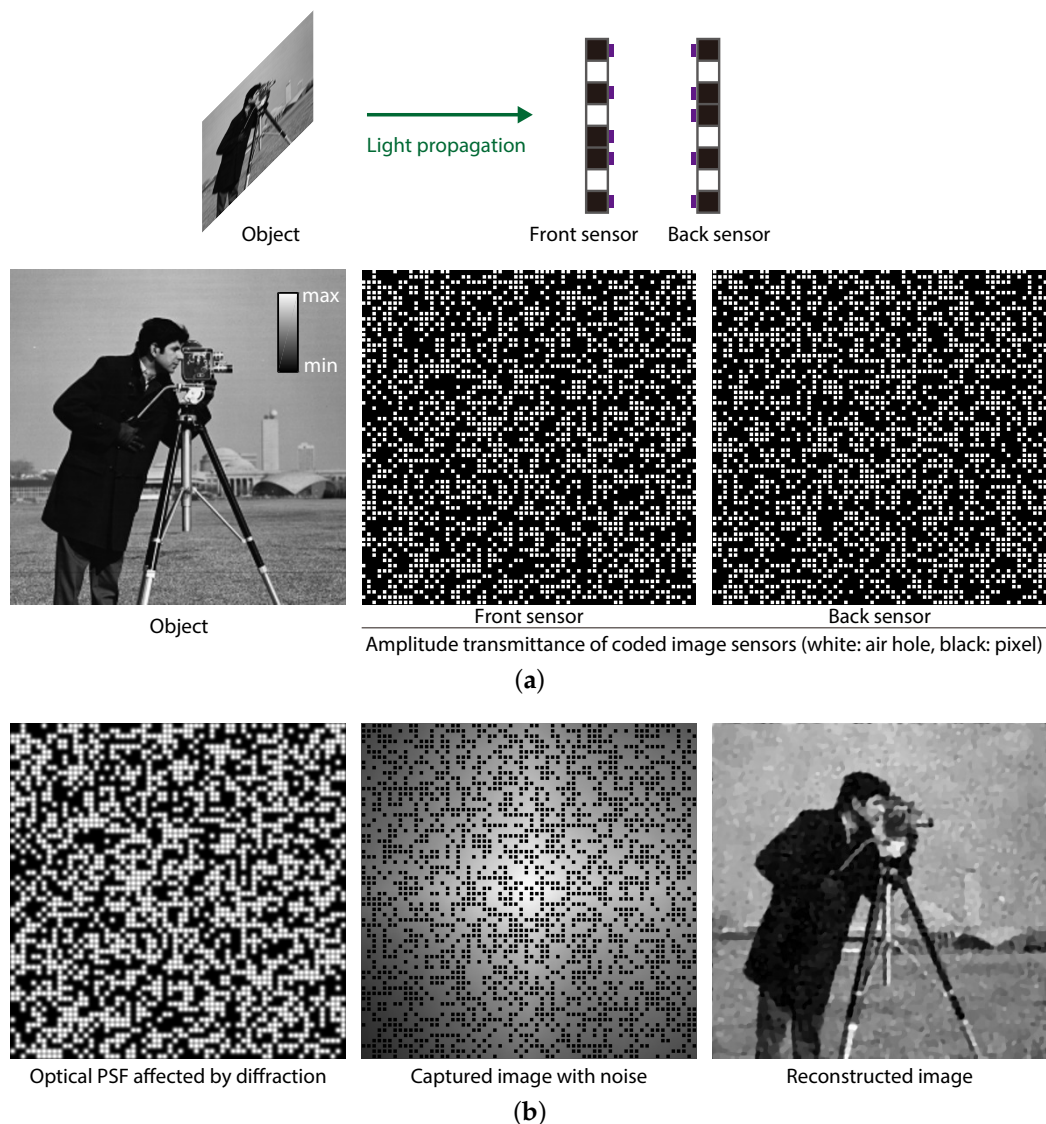 Light propagation
Object
Front sensor
Back sensor
max
min
Object
Front sensor
Back sensor
Amplitude transmittance of coded image sensors (white: air hole, black: pixel)
(a)
Optical PSF affected by diffraction
Captured image with noise
Reconstructed image
(b)